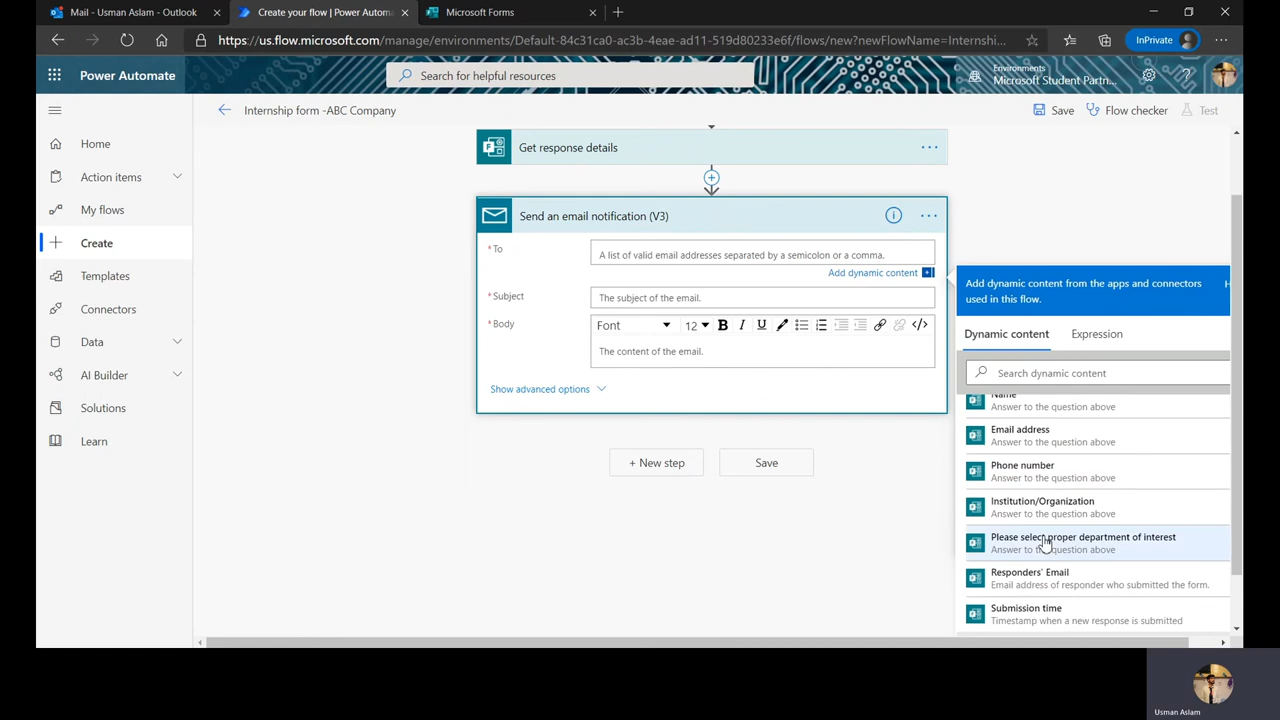 Mail - Usman Aslam - Outlook
Create your flow | Power Automa
Microsoft Forms
https://us.flow.microsoft.com/manage/environments/Default-84c31ca0-ac3b-4eae-ad11-519d80233e6f/flows/new?newFlowName=Internshi...
InPrivate
Power Automate
Search for helpful resources
Environments
Microsoft Student Partn...
Internship form -ABC Company
Save
Flow checker
Test
Home
Action items
My flows
Create
Templates
Connectors
Data
AI Builder
Solutions
Learn
Get response details
Send an email notification (V3)
* To
A list of valid email addresses separated by a semicolon or a comma.
Add dynamic content
* Subject
The subject of the email.
* Body
Font
12
B I U
The content of the email.
Show advanced options
+ New step
Save
Add dynamic content from the apps and connectors H
used in this flow.
Dynamic content
Expression
Search dynamic content
Name
Answer to the question above
Email address
Answer to the question above
Phone number
Answer to the question above
Institution/Organization
Answer to the question above
Please select proper department of interest
Answer to the question above
Responders' Email
Email address of responder who submitted the form.
Submission time
Timestamp when a new response is submitted
Usman Aslam